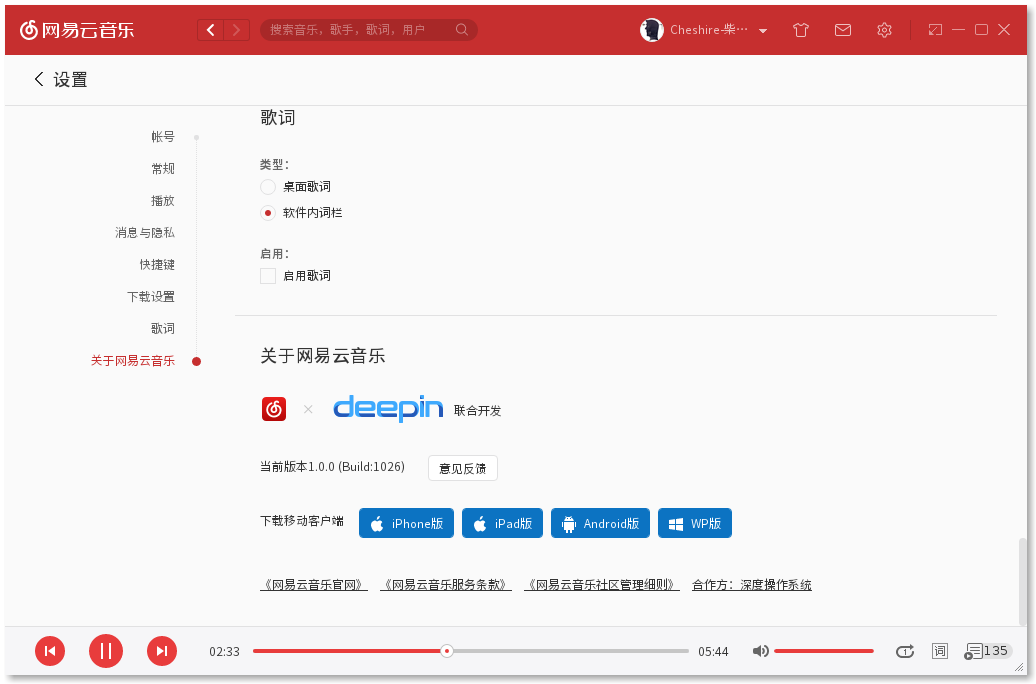 网易云音乐
搜索音乐，歌手，歌词，用户
Cheshire-柴…
设置
歌词
帐号
常规
播放
消息与隐私
快捷键
下载设置
歌词
关于网易云音乐
类型：
桌面歌词
软件内词栏
启用：
启用歌词
关于网易云音乐
× deepin 联合开发
当前版本1.0.0 (Build:1026) 意见反馈
下载移动客户端 iPhone版 iPad版 Android版 WP版
《网易云音乐官网》 《网易云音乐服务条款》 《网易云音乐社区管理细则》 合作方：深度操作系统
02:33 05:44 1 词 135